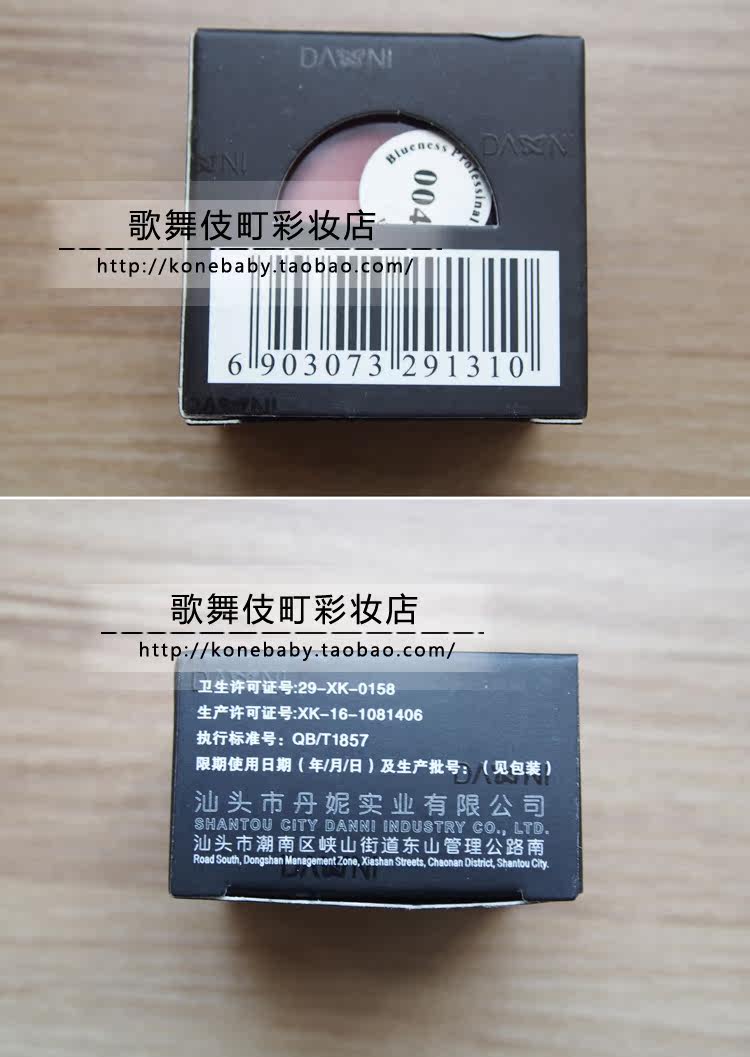 DANNI
DANNI
NI
Blueness Professinal
004
歌舞伎町彩妆店
http://konebaby.taobao.com/
6 903073 291310
DANNI
歌舞伎町彩妆店
http://konebaby.taobao.com/
DANNI
卫生许可证号:29-XK-0158
生产许可证号:XK-16-1081406
执行标准号：QB/T1857
限期使用日期（年/月/日）及生产批号：（见包装）
DANNI
汕头市丹妮实业有限公司
SHANTOU CITY DANNI INDUSTRY CO., LTD.
汕头市潮南区峡山街道东山管理公路南
Road South, Dongshan Management Zone, Xiashan Streets, Chaonan District, Shantou City.
DANNI